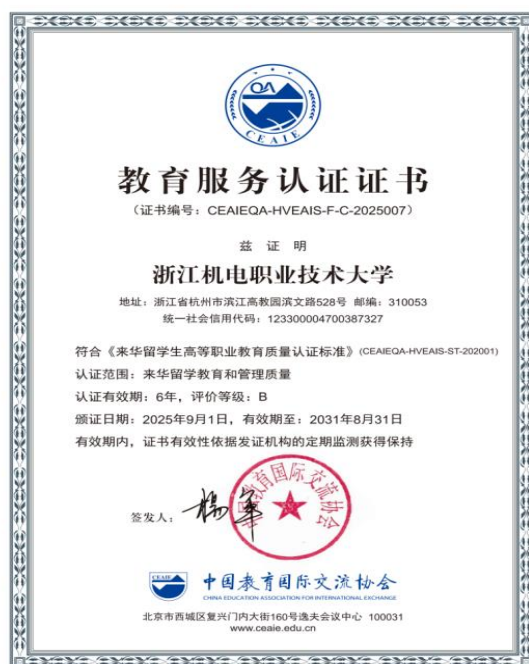 QA
CEAIE
教育服务认证证书
（证书编号：CEAIEQA-HVEAIS-F-C-2025007）
兹 证 明
浙江机电职业技术大学
地址：浙江省杭州市滨江高教园滨文路528号 邮编：310053
统一社会信用代码：123300004700387327
符合《来华留学生高等职业教育质量认证标准》(CEAIEQA-HVEAIS-ST-202001)
认证范围：来华留学教育和管理质量
认证有效期：6年，评价等级：B
颁证日期：2025年9月1日，有效期至：2031年8月31日
有效期内，证书有效性依据发证机构的定期监测获得保持
中国教育国际交流协会
签发人：
CEAIE
中国教育国际交流协会
CHINA EDUCATION ASSOCIATION FOR INTERNATIONAL EXCHANGE
北京市西城区复兴门内大街160号逸夫会议中心 100031
www.ceaie.edu.cn